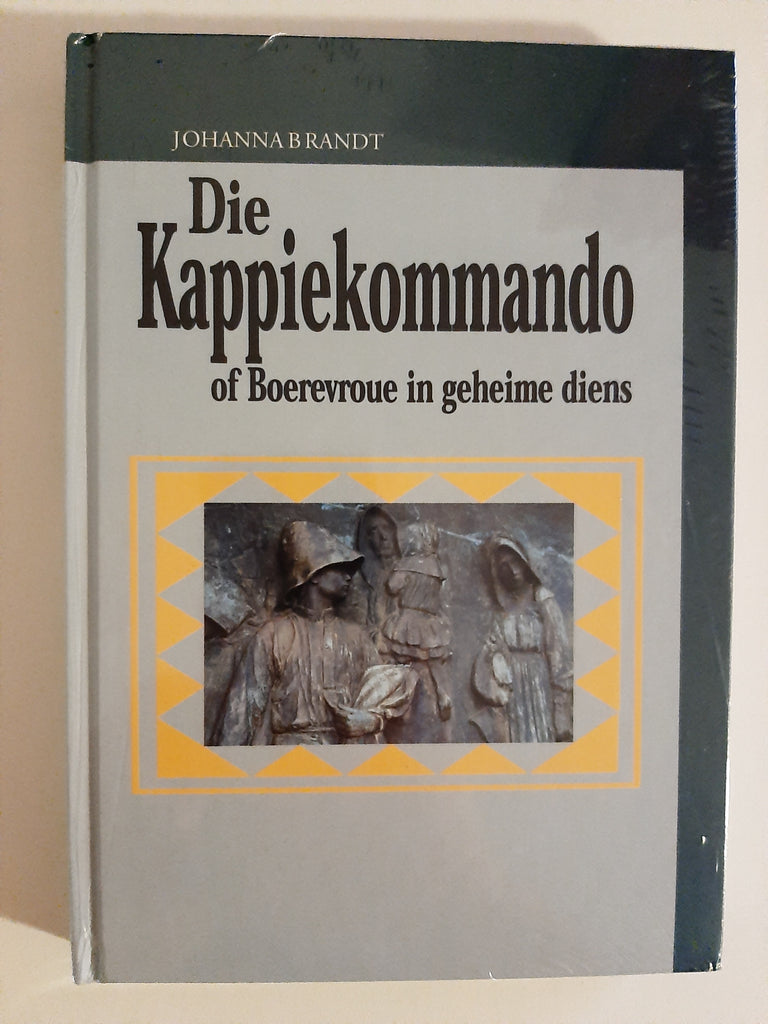 JOHANNA BRANDT
Die
Kappiekommando
of Boerevroue in geheime diens